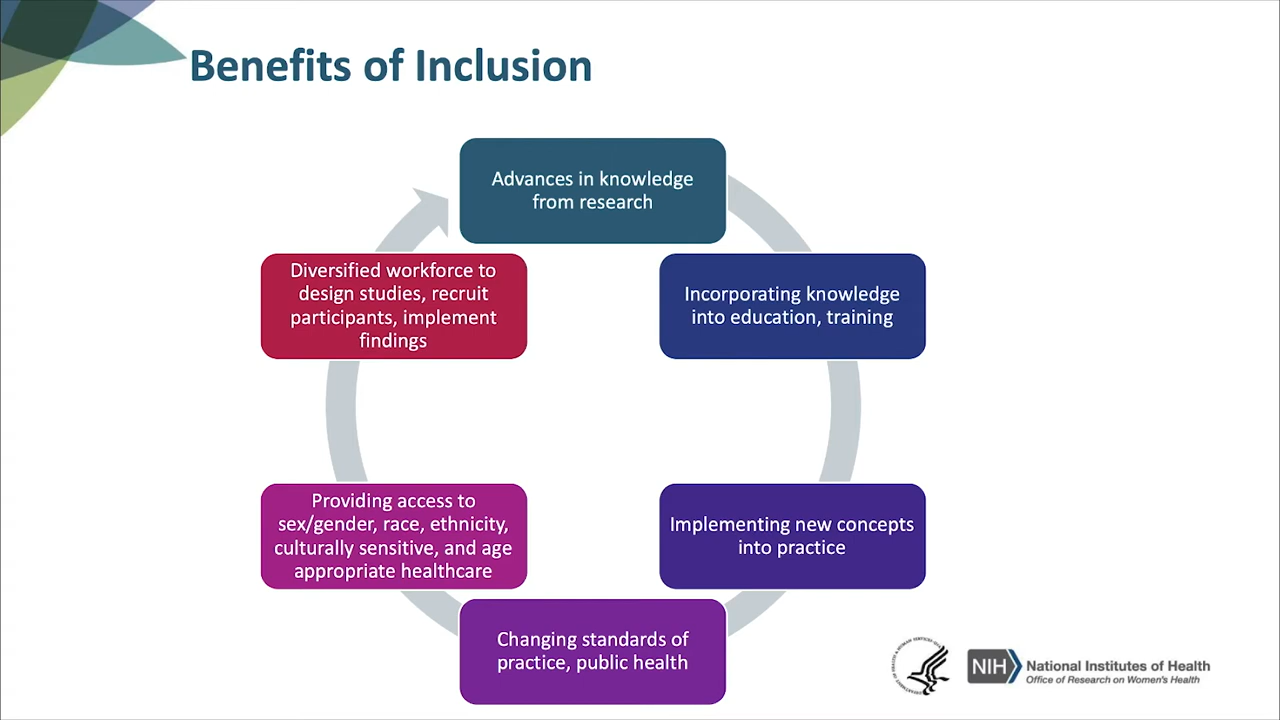 Benefits of Inclusion
Advances in knowledge
from research
Incorporating knowledge
into education, training
Implementing new concepts
into practice
Changing standards of
practice, public health
Providing access to
sex/gender, race, ethnicity,
culturally sensitive, and age
appropriate healthcare
Diversified workforce to
design studies, recruit
participants, implement
findings
NIH
National Institutes of Health
Office of Research on Women's Health